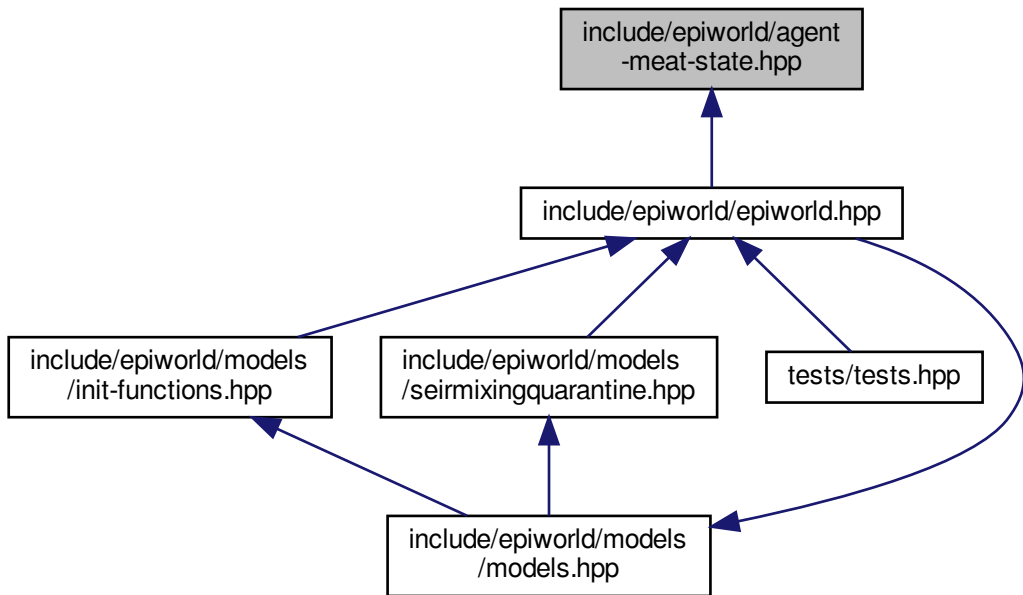 include/epiworld/agent
-meat-state.hpp
include/epiworld/epiworld.hpp
include/epiworld/models
/init-functions.hpp
include/epiworld/models
/seirmixingquarantine.hpp
tests/tests.hpp
include/epiworld/models
/models.hpp